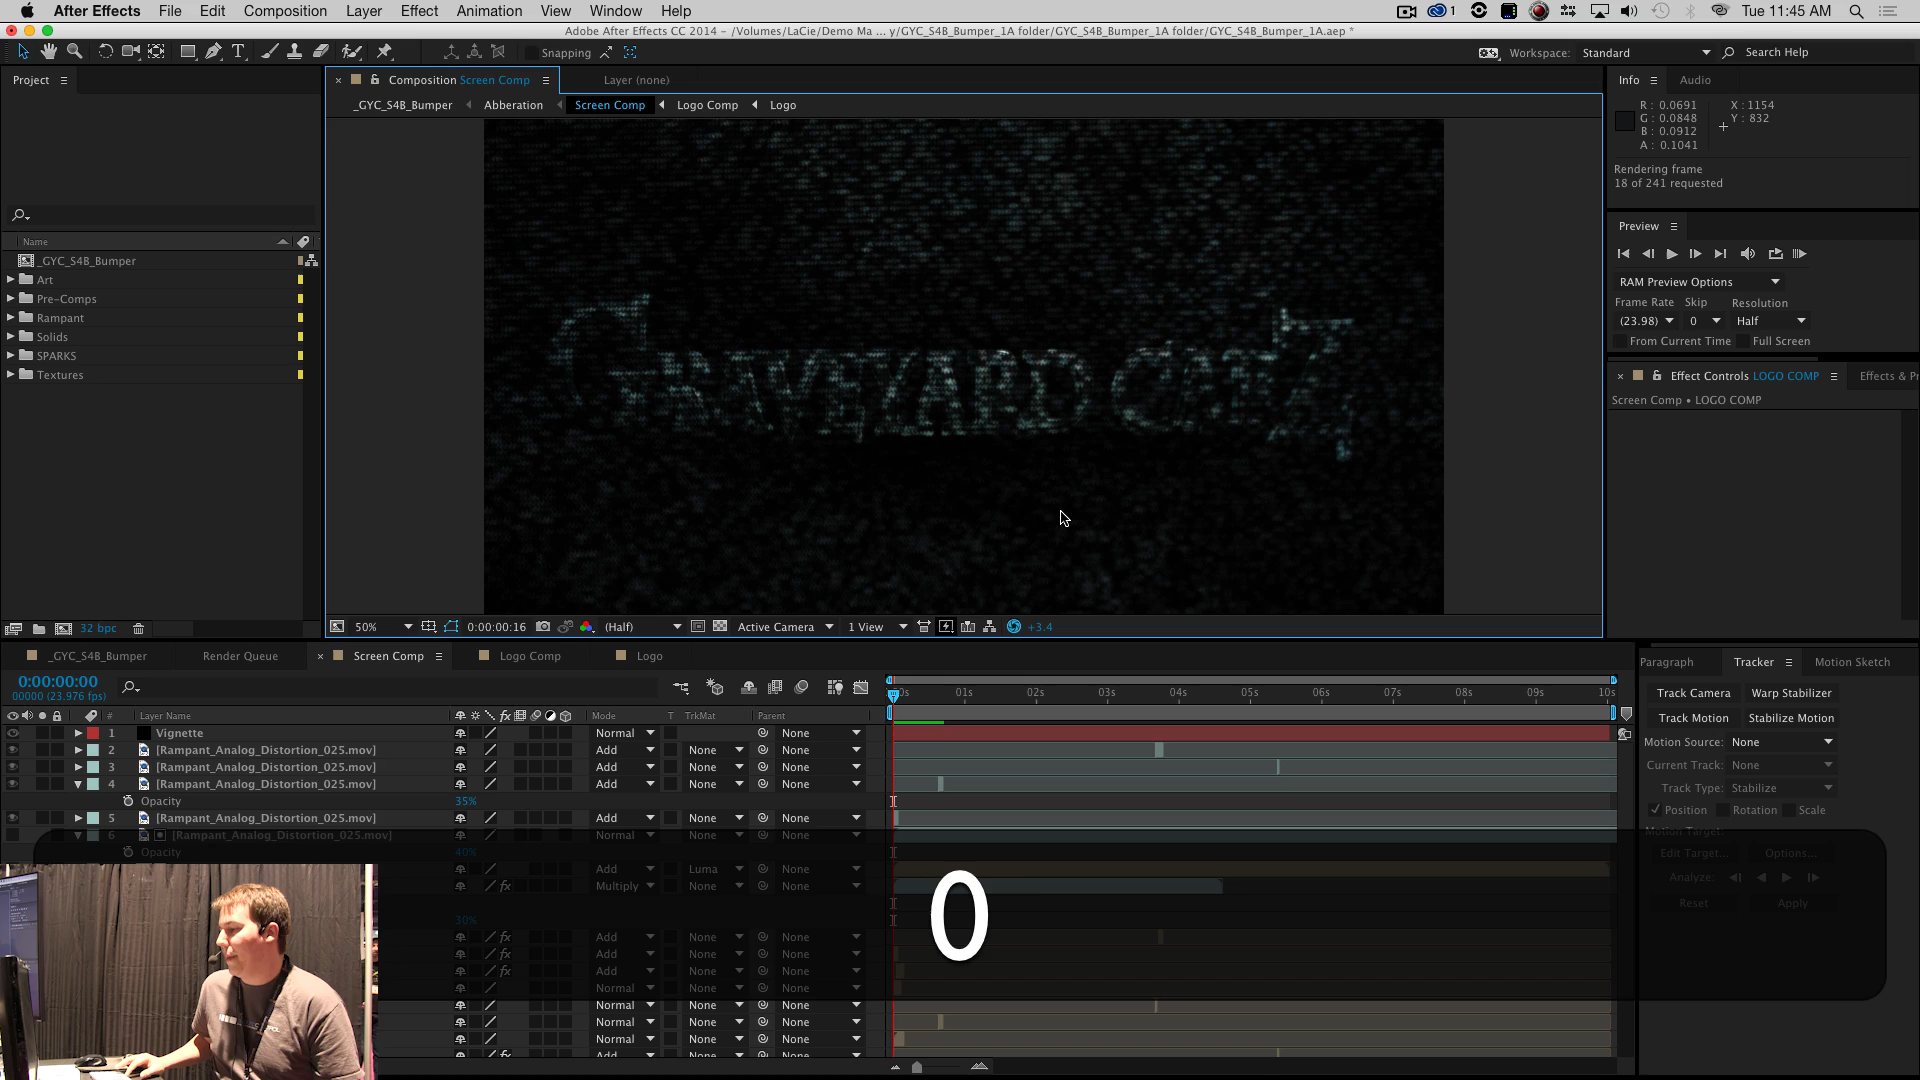 After Effects File Edit Composition Layer Effect Animation View Window Help 1 Tue 11:45 AM
Adobe After Effects CC 2014 - /Volumes/LaCie/Demo Ma ... y/GYC_S4B_Bumper_1A folder/GYC_S4B_Bumper_1A folder/GYC_S4B_Bumper_1A.aep *
T Snapping Workspace: Standard Search Help
Project
Composition Screen Comp Layer (none)
_GYC_S4B_Bumper Abberation Screen Comp Logo Comp Logo
Name
_GYC_S4B_Bumper
Art
Pre-Comps
Rampant
Solids
SPARKS
Textures
32 bpc
GRAVEYARD CARZ
50% 0:00:00:16 (Half) Active Camera 1 View +3.4
Info Audio
R: 0.0691 X: 1154
G: 0.0848 Y: 832
B: 0.0912
A: 0.1041
Rendering frame
18 of 241 requested
Preview
RAM Preview Options
Frame Rate Skip Resolution
(23.98) 0 Half
From Current Time Full Screen
Effect Controls LOGO COMP Effects & Pr
Screen Comp • LOGO COMP
_GYC_S4B_Bumper Render Queue Screen Comp Logo Comp Logo
0:00:00:00
00000 (23.976 fps)
01s 02s 03s 04s 05s 06s 07s 08s 09s 10s
# Layer Name fx Mode T TrkMat Parent
1 Vignette Normal None
2 [Rampant_Analog_Distortion_025.mov] Add None None
3 [Rampant_Analog_Distortion_025.mov] Add None None
4 [Rampant_Analog_Distortion_025.mov] Add None None
Opacity 35%
5 [Rampant_Analog_Distortion_025.mov] Add None None
6 [Rampant_Analog_Distortion_025.mov] Normal None None
Opacity 40%
Add Luma None
fx Multiply None None
30%
fx Add None None
fx Add None None
fx Add None None
Normal None None
Normal None None
Normal None None
Normal None None
fx Add None None
0
Paragraph Tracker Motion Sketch
Track Camera Warp Stabilizer
Track Motion Stabilize Motion
Motion Source: None
Current Track: None
Track Type: Stabilize
Position Rotation Scale
Motion Target:
Edit Target... Options...
Analyze:
Reset Apply